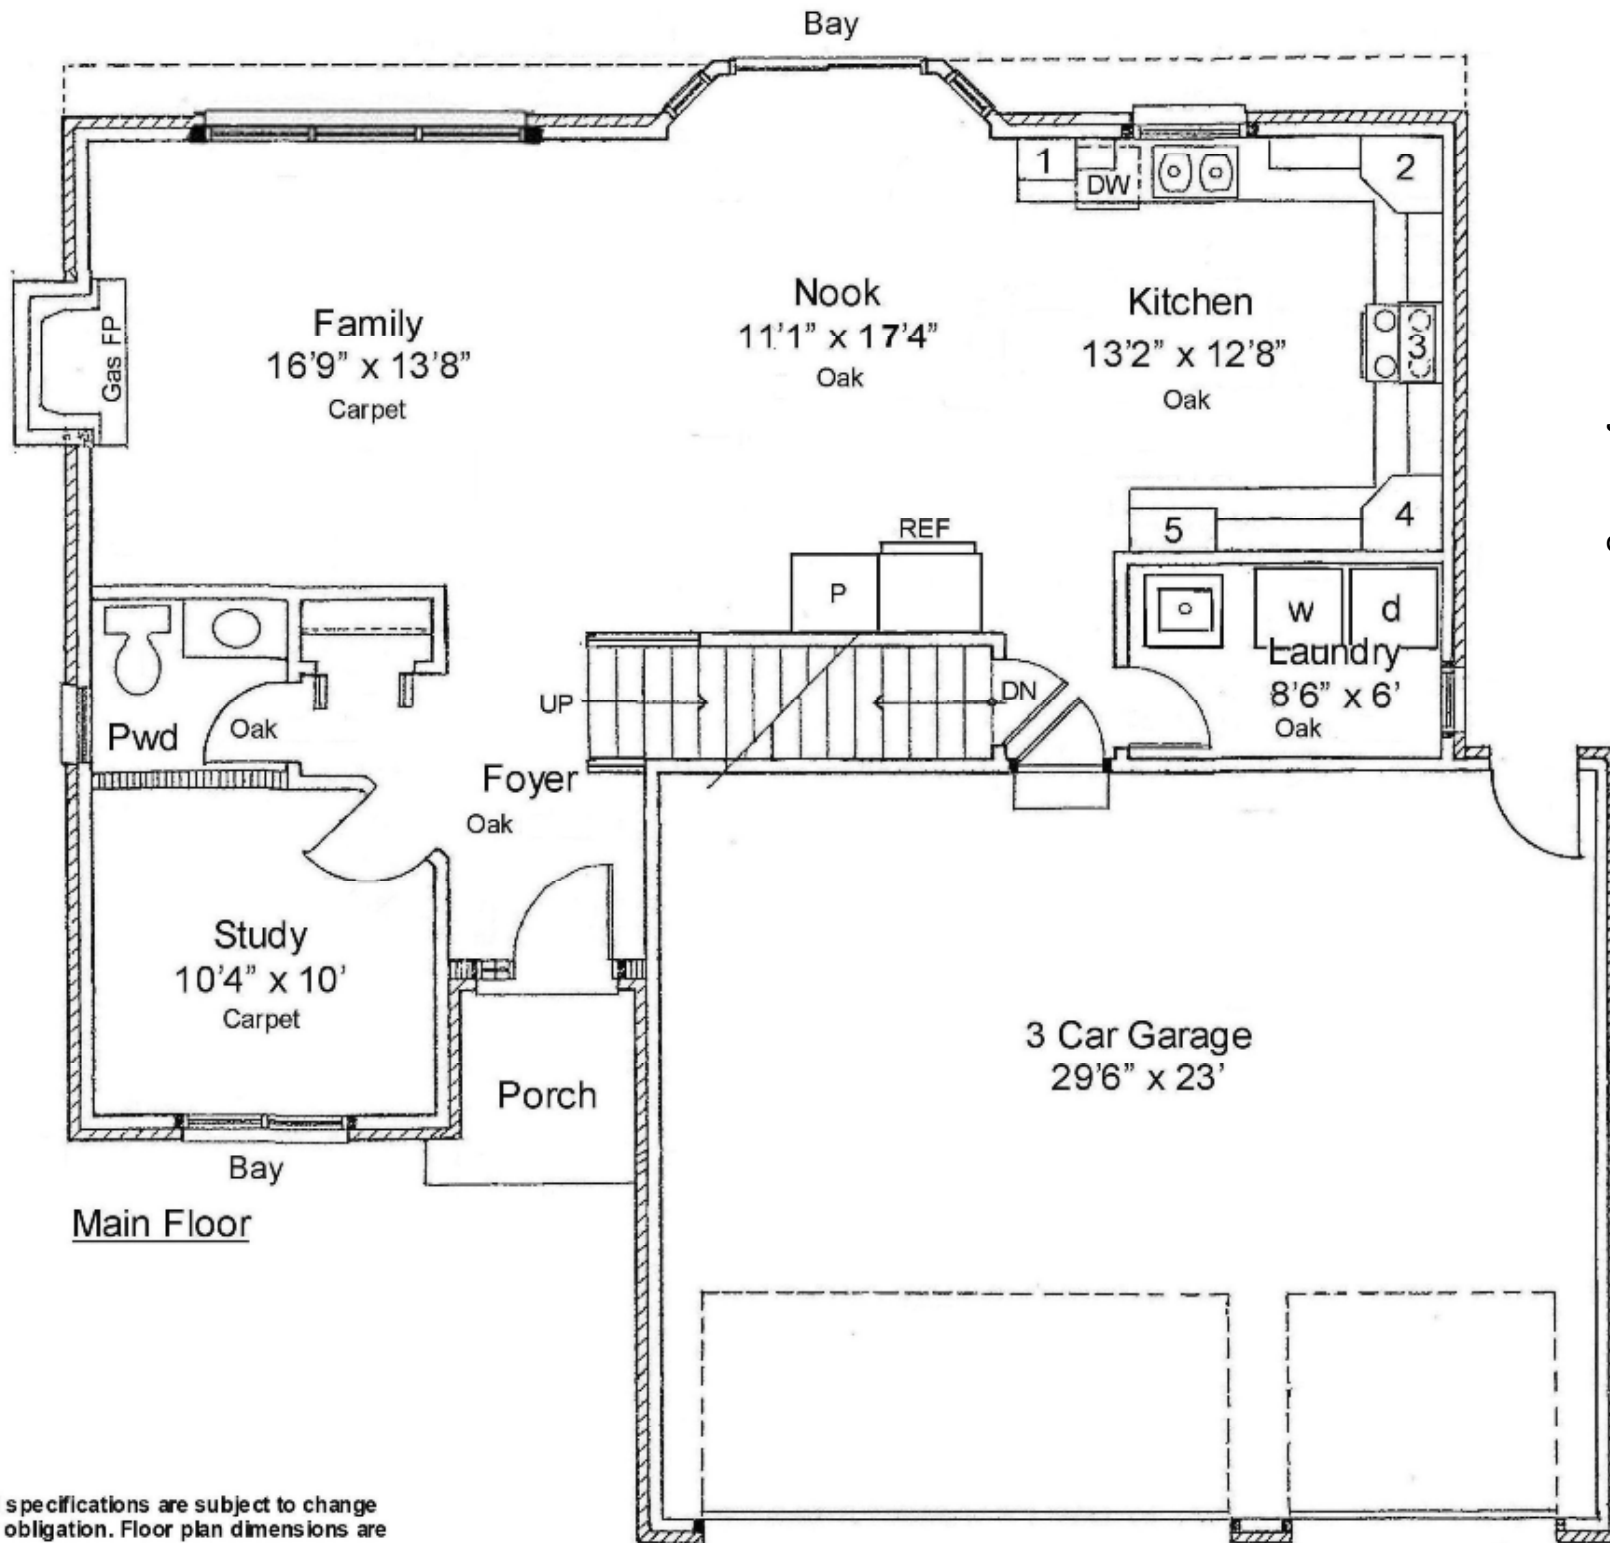 Bay
1
DW
2
Family
16'9" x 13'8"
Carpet
Gas FP
Nook
11'1" x 17'4"
Oak
Kitchen
13'2" x 12'8"
Oak
3
4
5
REF
P
w
d
Laundry
8'6" x 6'
Oak
UP
DN
Pwd
Oak
Foyer
Oak
Study
10'4" x 10'
Carpet
Porch
Bay
3 Car Garage
29'6" x 23'
Main Floor
specifications are subject to change
obligation. Floor plan dimensions are